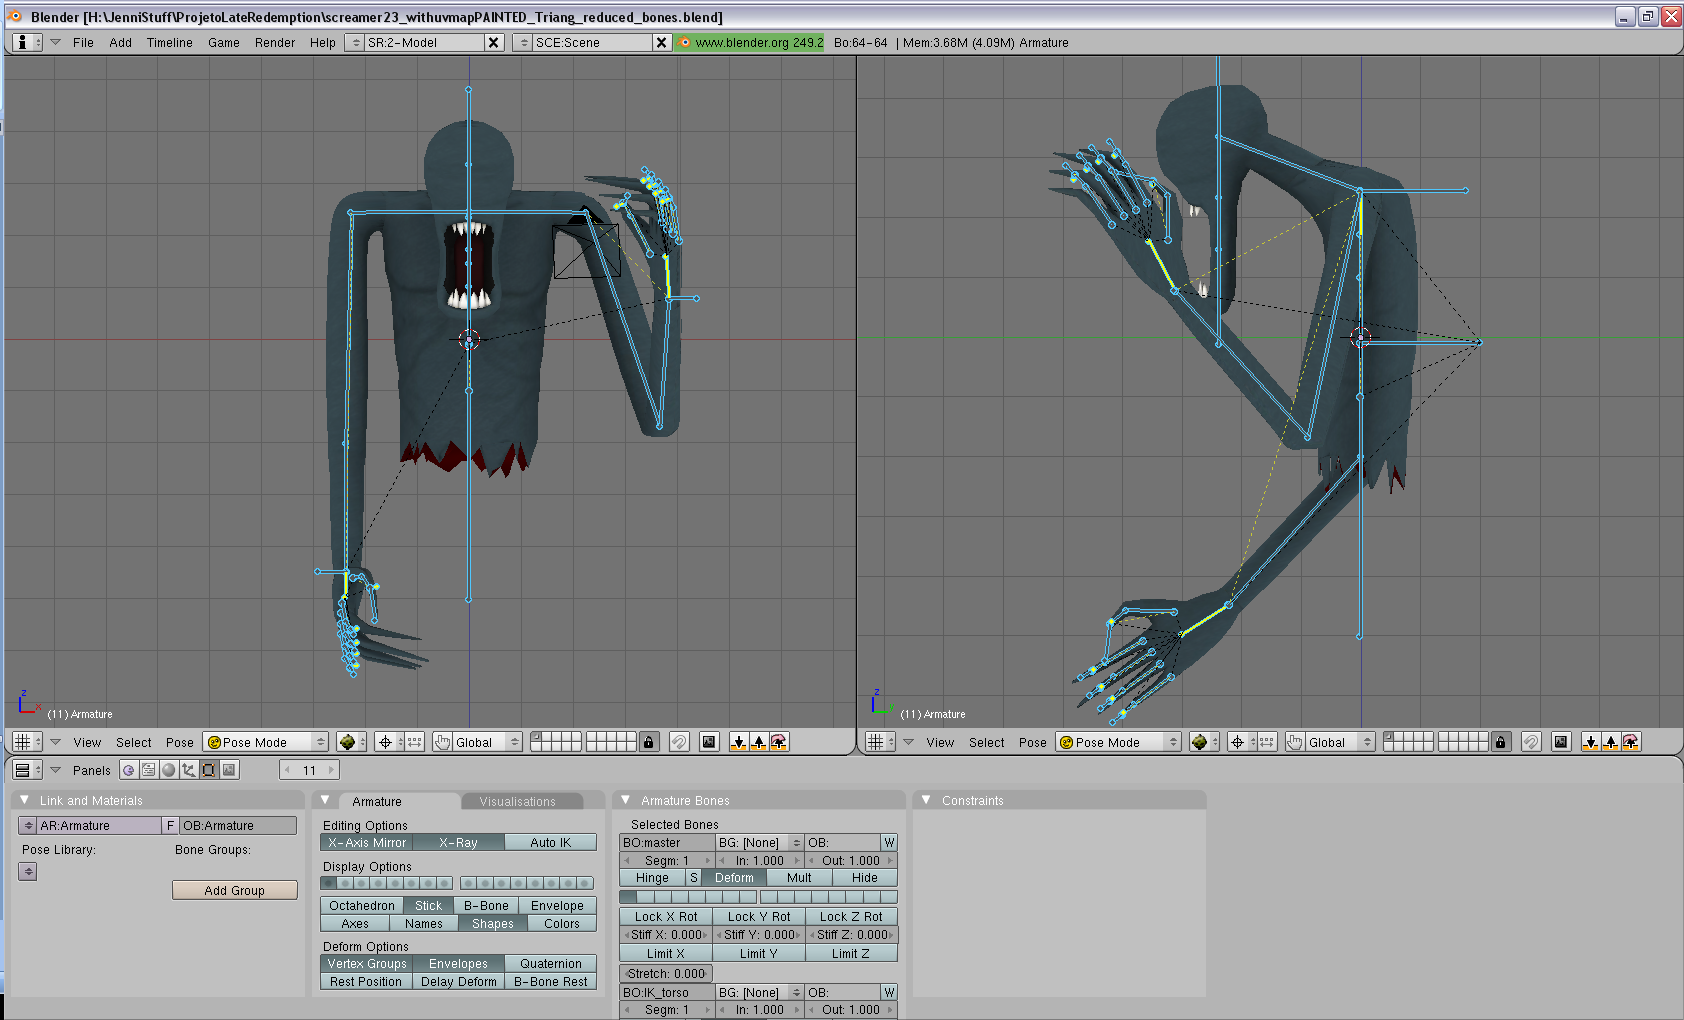 Blender [H:\JenniStuff\ProjetoLateRedemption\screamer23_withuvmapPAINTED_Triang_reduced_bones.blend]
File Add Timeline Game Render Help SR:2-Model SCE:Scene www.blender.org 249.2 Bo:64-64 | Mem:3.68M (4.09M) Armature
z x (11) Armature
z (11) Armature
View Select Pose Pose Mode Global
View Select Pose Pose Mode Global
Panels 11
Link and Materials
AR:Armature F OB:Armature
Pose Library: Bone Groups:
Add Group
Armature Visualisations
Editing Options
X-Axis Mirror X-Ray Auto IK
Display Options
Octahedron Stick B-Bone Envelope
Axes Names Shapes Colors
Deform Options
Vertex Groups Envelopes Quaternion
Rest Position Delay Deform B-Bone Rest
Armature Bones
Selected Bones
BO:master BG: [None] OB: W
Segm: 1 In: 1.000 Out: 1.000
Hinge S Deform Mult Hide
Lock X Rot Lock Y Rot Lock Z Rot
Stiff X: 0.000 Stiff Y: 0.000 Stiff Z: 0.000
Limit X Limit Y Limit Z
Stretch: 0.000
BO:IK_torso BG: [None] OB: W
Segm: 1 In: 1.000 Out: 1.000
Constraints